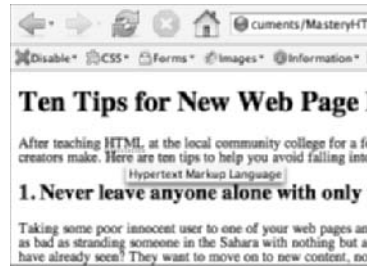 cuments/MasteryHT
Disable* CSS* Forms* Images* Information*
Ten Tips for New Web Page
After teaching HTML at the local community college for a f
creators make. Here are ten tips to help you avoid falling into
Hypertext Markup Language
1. Never leave anyone alone with only
Taking some poor innocent user to one of your web pages an
as bad as stranding someone in the Sahara with nothing but a
have already seen? They want to move on to new content, no